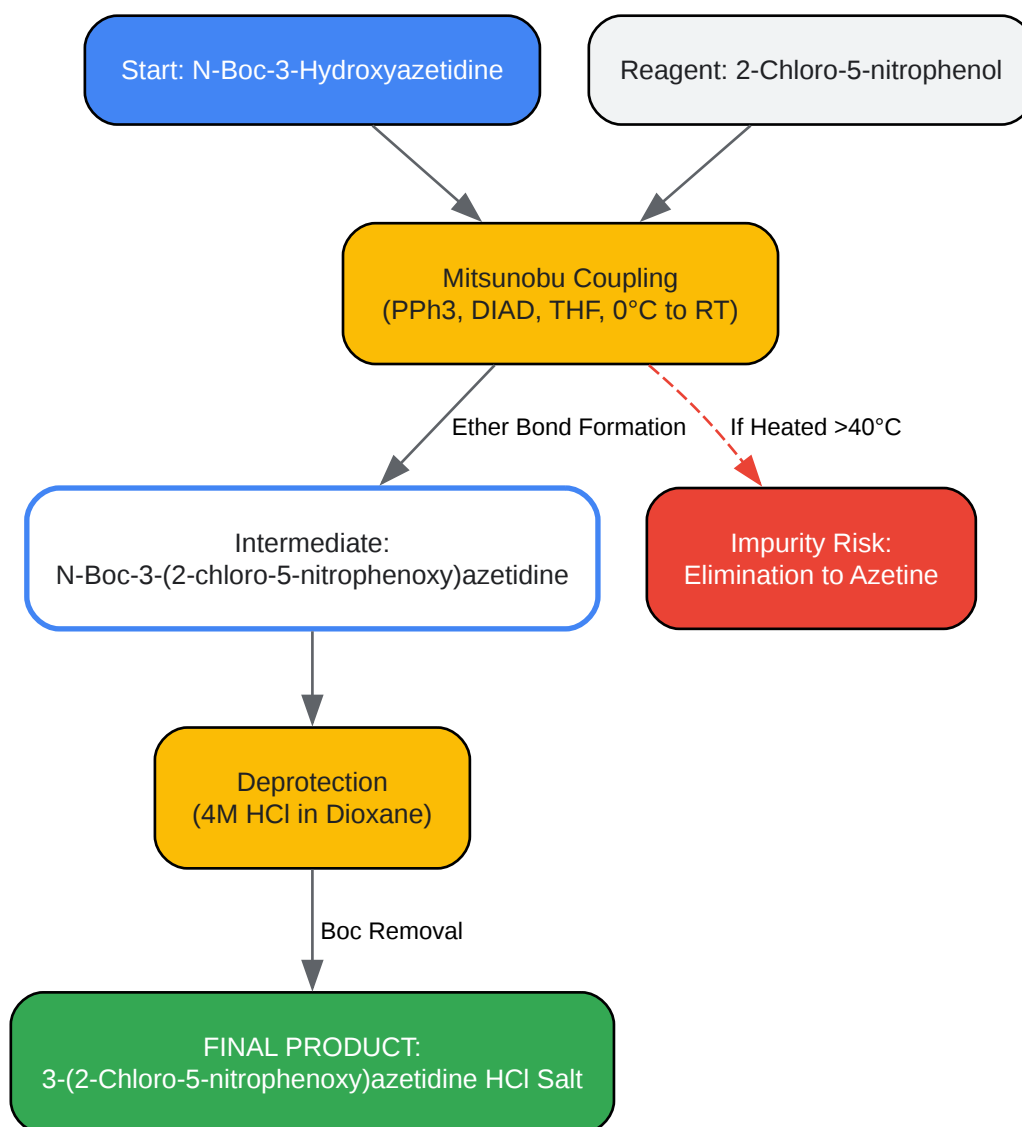 Start: N-Boc-3-Hydroxyazetidine
Reagent: 2-Chloro-5-nitrophenol
Mitsunobu Coupling
(PPh3, DIAD, THF, 0°C to RT)
Ether Bond Formation
If Heated >40°C
Intermediate:
N-Boc-3-(2-chloro-5-nitrophenoxy)azetidine
Impurity Risk:
Elimination to Azetine
Deprotection
(4M HCl in Dioxane)
Boc Removal
FINAL PRODUCT:
3-(2-Chloro-5-nitrophenoxy)azetidine HCl Salt